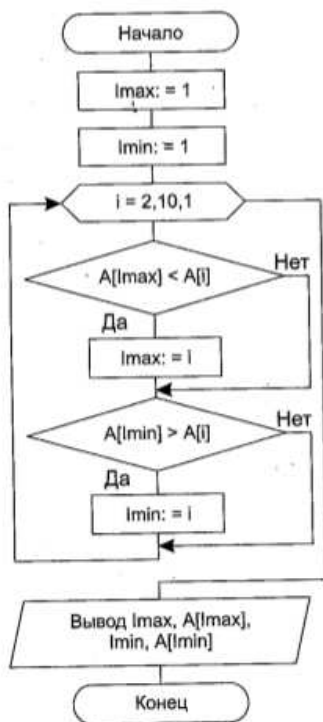 Начало
Imax: = 1
Imin: = 1
i = 2,10,1
A[Imax] < A[i]
Нет
Да
Imax: = i
A[Imin] > A[i]
Нет
Да
Imin: = i
Вывод Imax, A[Imax],
Imin, A[Imin]
Конец